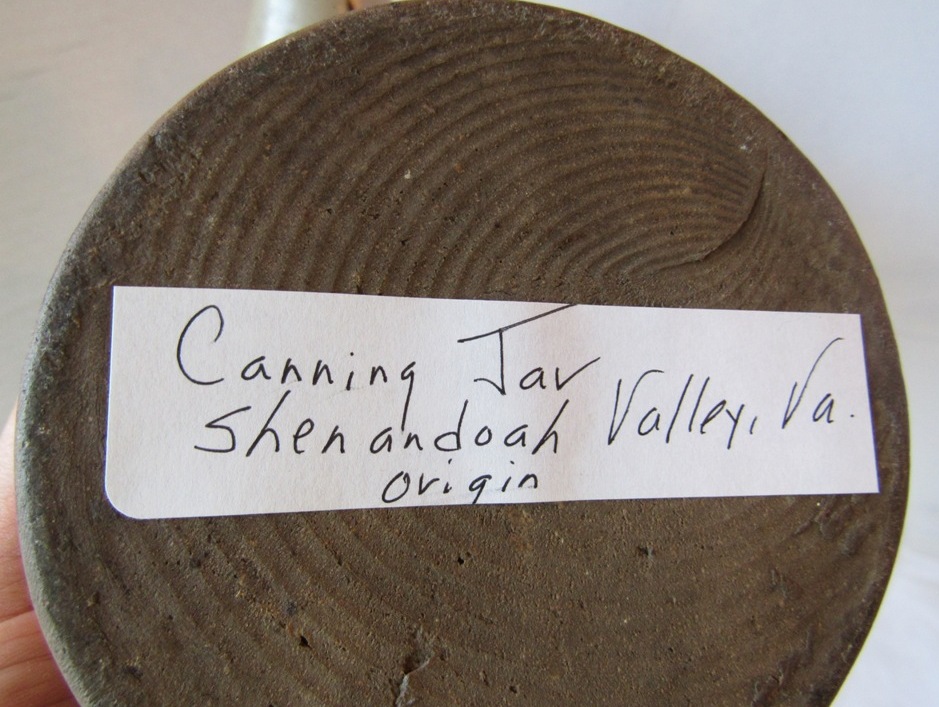 Canning Jar
Shenandoah Valley, Va.
origin